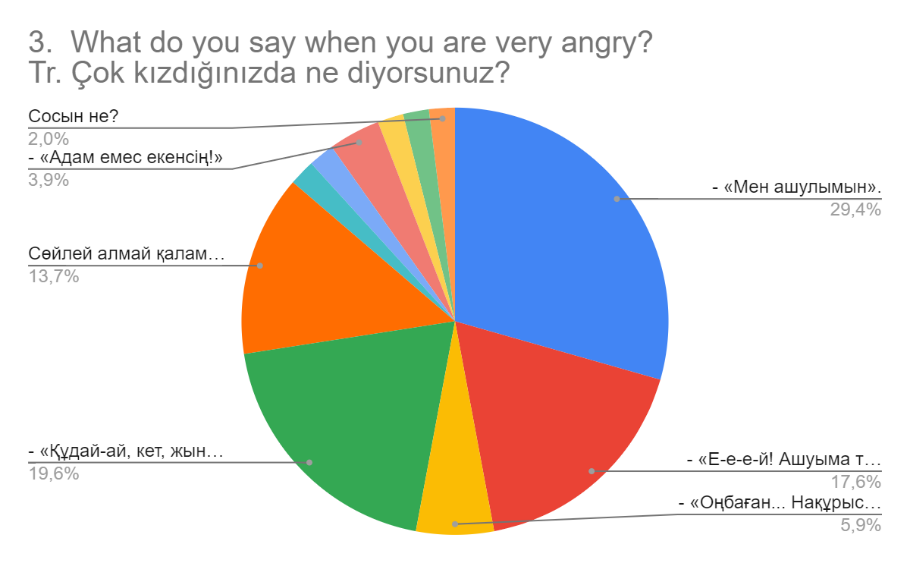 3.  What do you say when you are very angry?
Tr. Çok kızdığınızda ne diyorsunuz?
Сосын не?
2,0%
- «Адам емес екенсің!»
3,9%
Сөйлей алмай қалам…
13,7%
- «Құдай-ай, кет, жын…
19,6%
- «Мен ашулымын».
29,4%
- «Е-е-е-й! Ашуыма т…
17,6%
- «Оңбаған... Нақұрыс…
5,9%